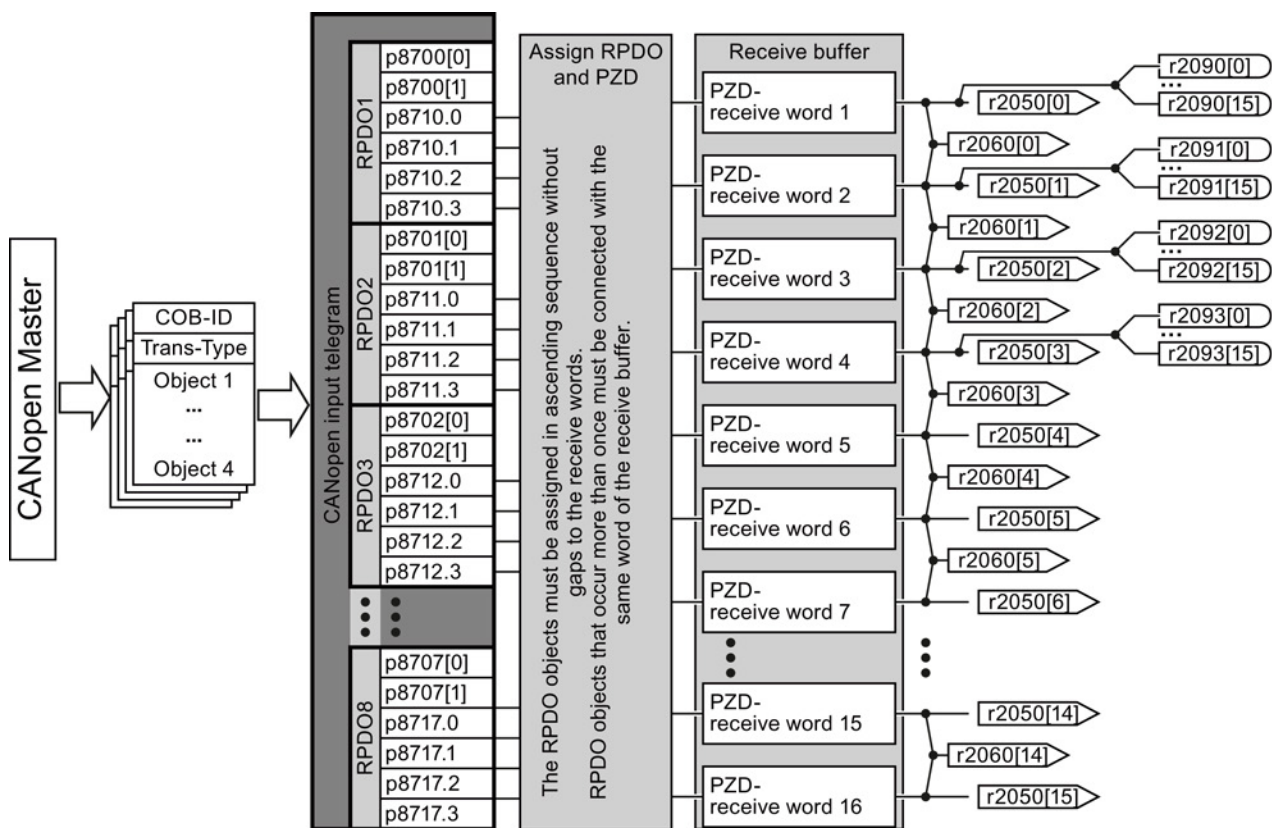 CANopen Master
COB-ID
Trans-Type
Object 1
...
...
Object 4
CANopen input telegram
RPDO1
p8700[0]
p8700[1]
p8710.0
p8710.1
p8710.2
p8710.3
RPDO2
p8701[0]
p8701[1]
p8711.0
p8711.1
p8711.2
p8711.3
RPDO3
p8702[0]
p8702[1]
p8712.0
p8712.1
p8712.2
p8712.3
RPDO8
p8707[0]
p8707[1]
p8717.0
p8717.1
p8717.2
p8717.3
Assign RPDO
and PZD
The RPDO objects must be assigned in ascending sequence without
gaps to the receive words.
RPDO objects that occur more than once must be connected with the
same word of the receive buffer.
Receive buffer
PZD-
receive word 1
PZD-
receive word 2
PZD-
receive word 3
PZD-
receive word 4
PZD-
receive word 5
PZD-
receive word 6
PZD-
receive word 7
PZD-
receive word 15
PZD-
receive word 16
r2050[0]
r2060[0]
r2050[1]
r2060[1]
r2050[2]
r2060[2]
r2050[3]
r2060[3]
r2050[4]
r2060[4]
r2050[5]
r2060[5]
r2050[6]
r2050[14]
r2060[14]
r2050[15]
r2090[0]
...
r2090[15]
r2091[0]
...
r2091[15]
r2092[0]
...
r2092[15]
r2093[0]
...
r2093[15]